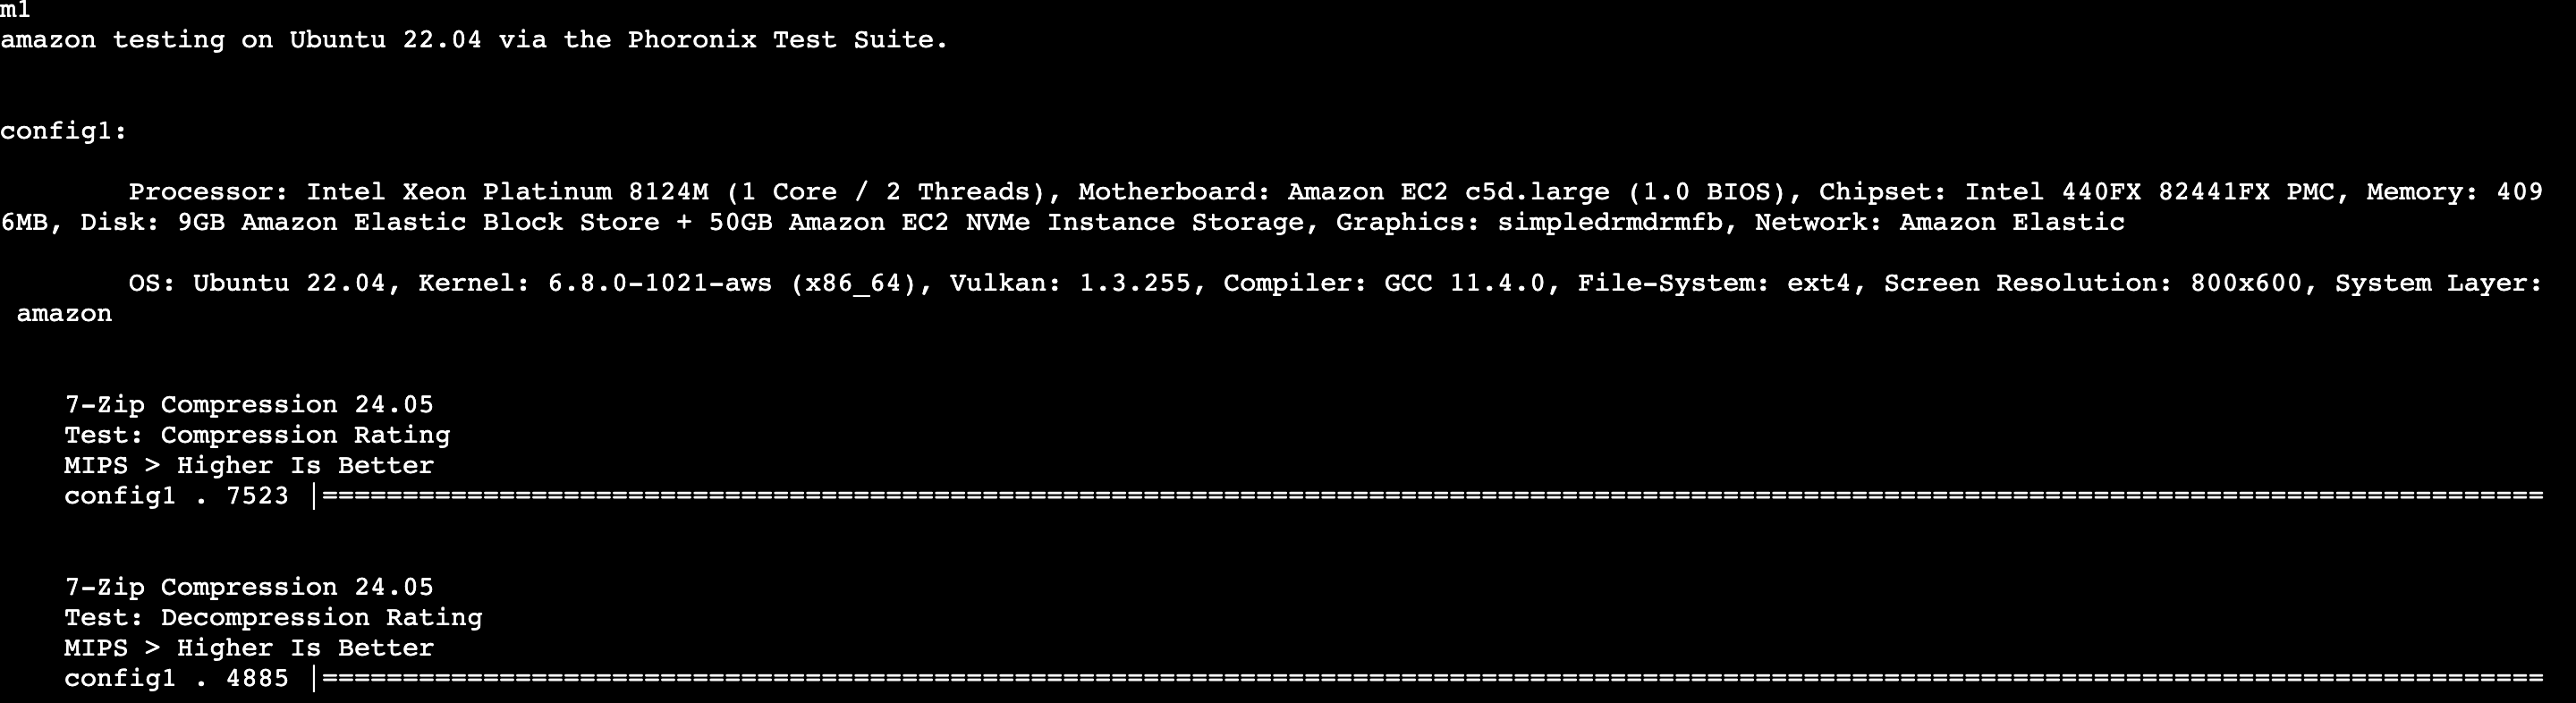 m1
amazon testing on Ubuntu 22.04 via the Phoronix Test Suite.
config1:
Processor: Intel Xeon Platinum 8124M (1 Core / 2 Threads), Motherboard: Amazon EC2 c5d.large (1.0 BIOS), Chipset: Intel 440FX 82441FX PMC, Memory: 409
6MB, Disk: 9GB Amazon Elastic Block Store + 50GB Amazon EC2 NVMe Instance Storage, Graphics: simpledrmdrmfb, Network: Amazon Elastic
OS: Ubuntu 22.04, Kernel: 6.8.0-1021-aws (x86_64), Vulkan: 1.3.255, Compiler: GCC 11.4.0, File-System: ext4, Screen Resolution: 800x600, System Layer:
amazon
7-Zip Compression 24.05
Test: Compression Rating
MIPS > Higher Is Better
config1 . 7523 |==========================================================================================================================================
7-Zip Compression 24.05
Test: Decompression Rating
MIPS > Higher Is Better
config1 . 4885 |==========================================================================================================================================